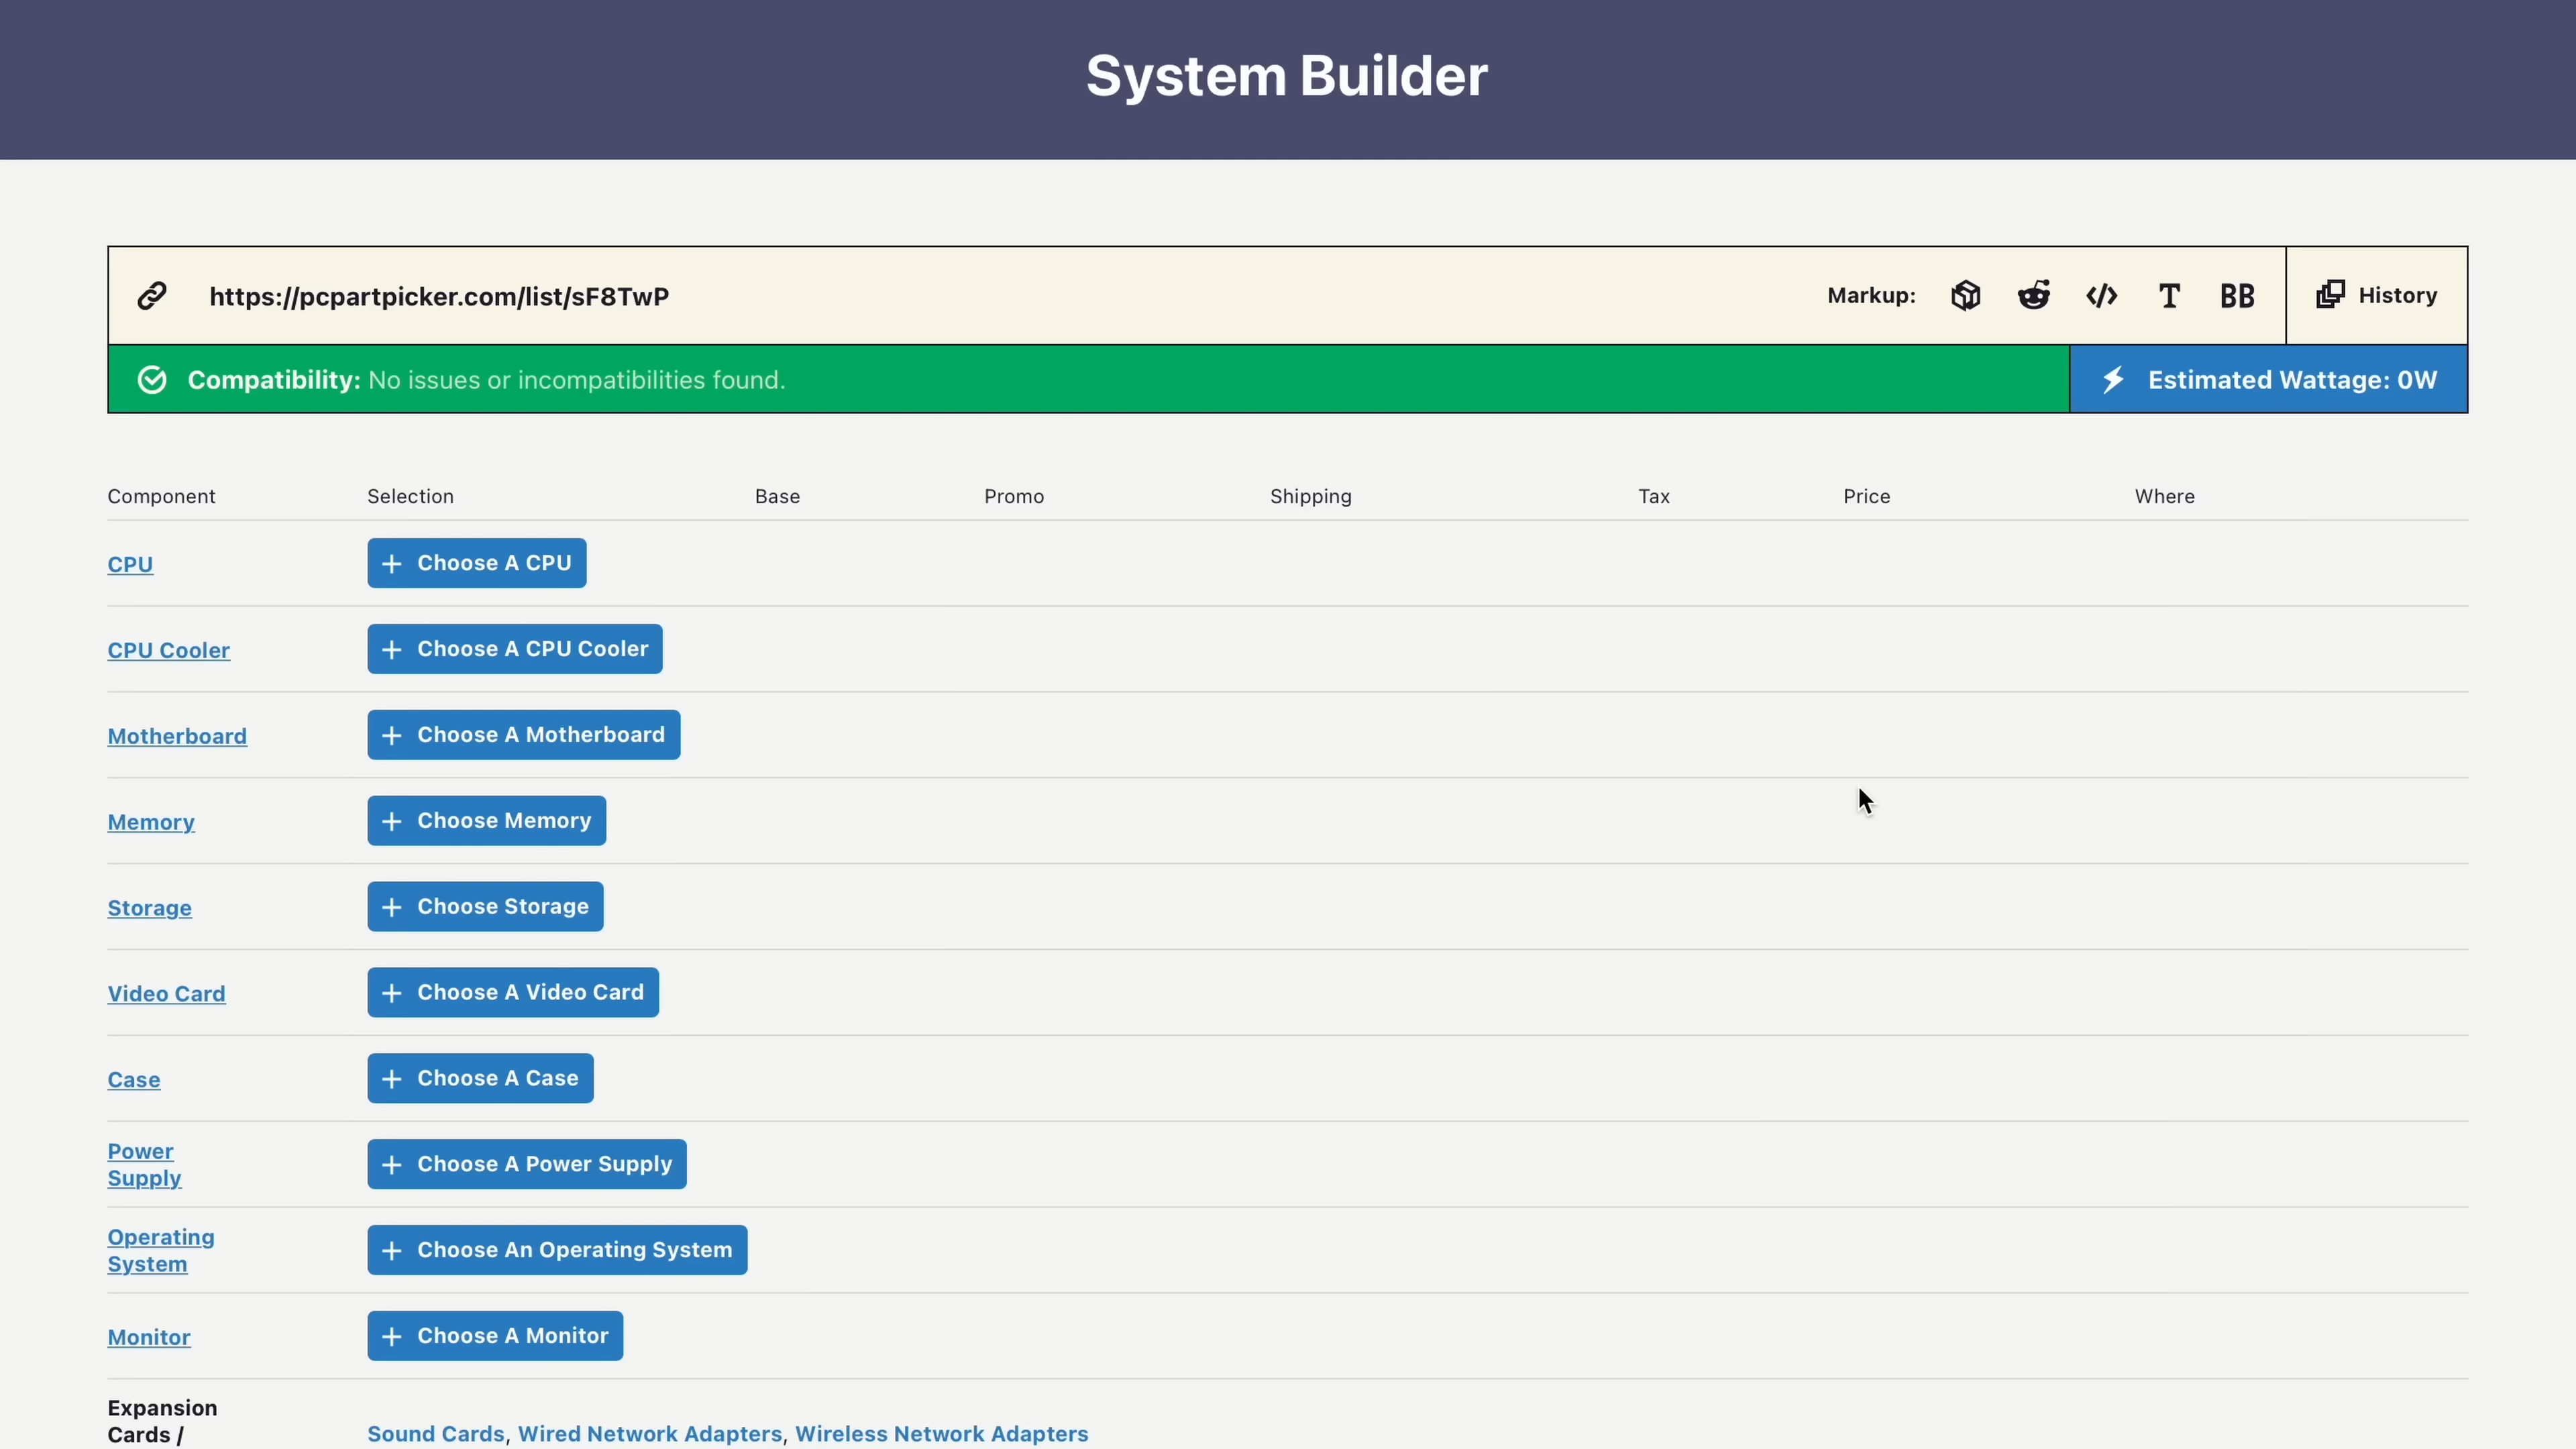 System Builder
https://pcpartpicker.com/list/sF8TwP
Markup:
BB
History
Compatibility: No issues or incompatibilities found.
Estimated Wattage: 0W
Component Selection Base Promo Shipping Tax Price Where
CPU
Choose A CPU
CPU Cooler
Choose A CPU Cooler
Motherboard
Choose A Motherboard
Memory
Choose Memory
Storage
Choose Storage
Video Card
Choose A Video Card
Case
Choose A Case
Power
Supply
Choose A Power Supply
Operating
System
Choose An Operating System
Monitor
Choose A Monitor
Expansion
Cards /
Sound Cards, Wired Network Adapters, Wireless Network Adapters